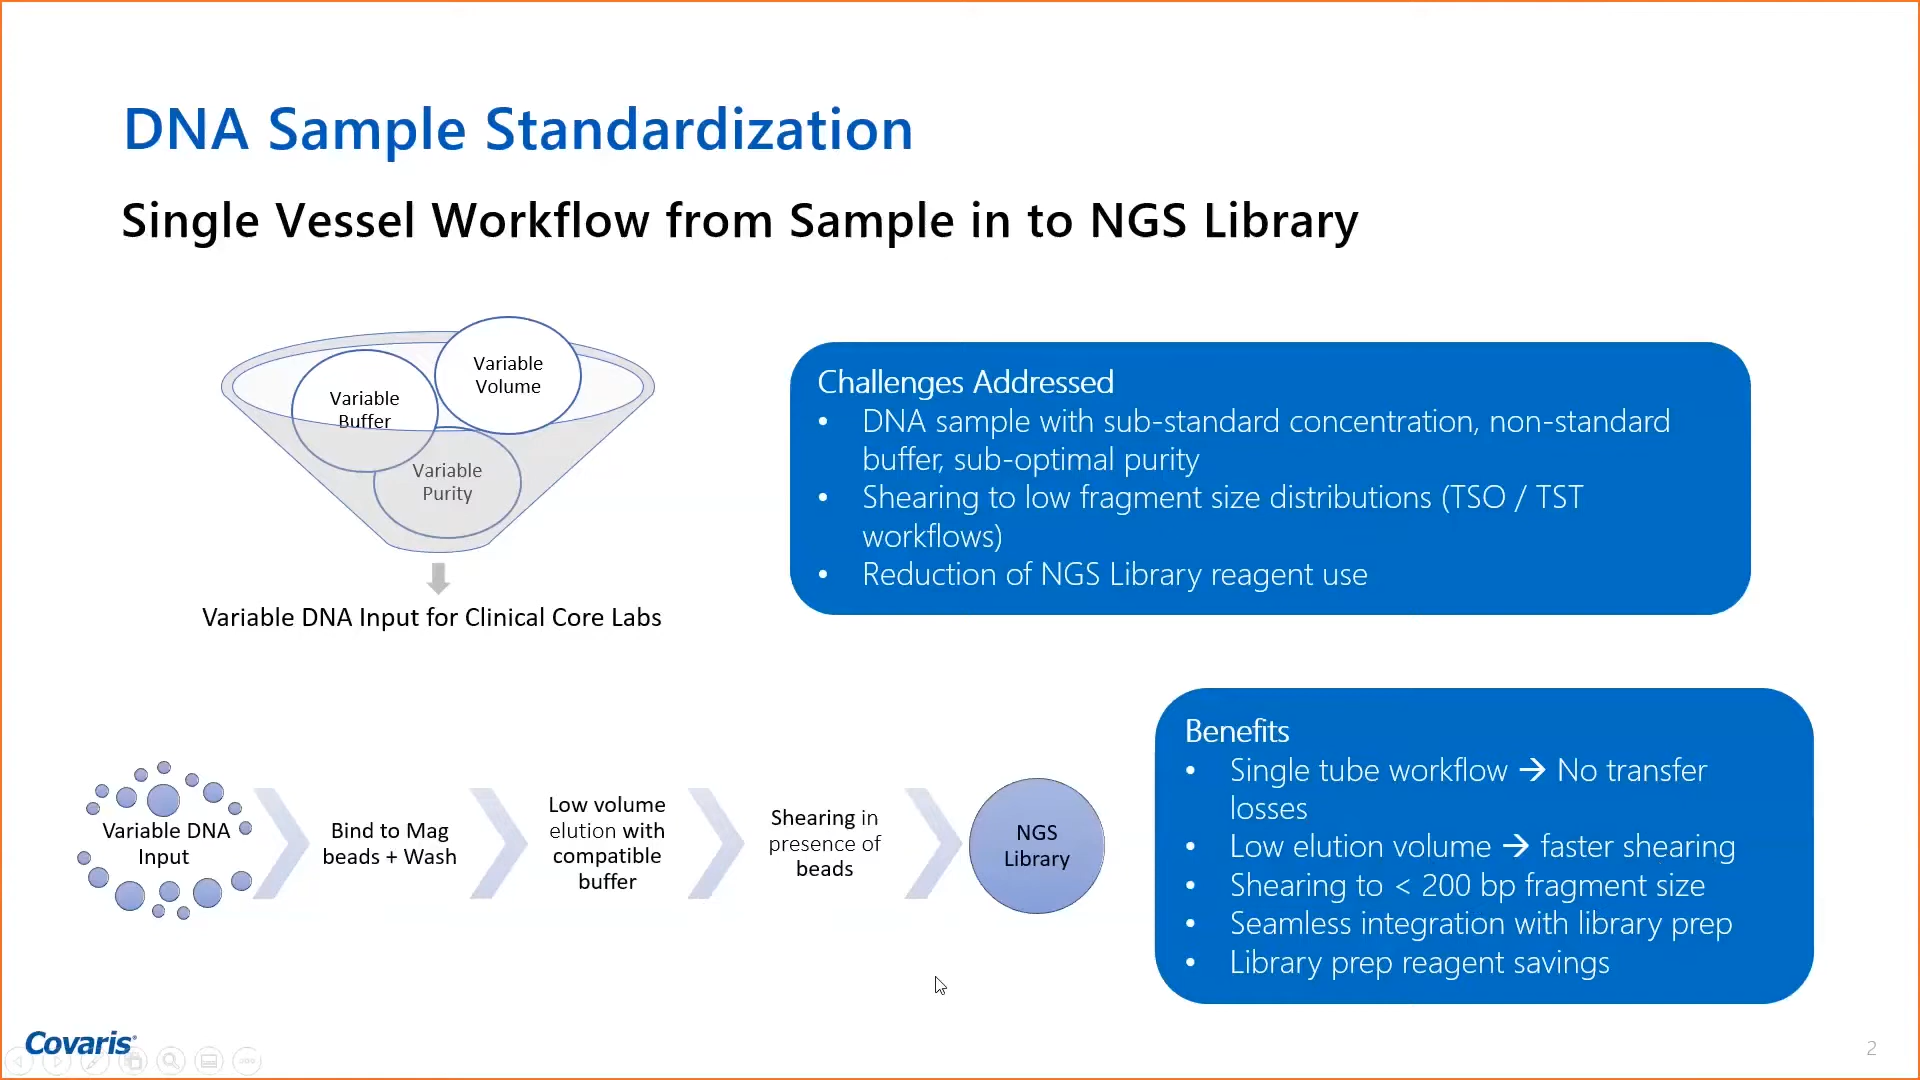 DNA Sample Standardization
Single Vessel Workflow from Sample in to NGS Library
Variable
Volume
Variable
Buffer
Variable
Purity
Variable DNA Input for Clinical Core Labs
Challenges Addressed
• DNA sample with sub-standard concentration, non-standard
buffer, sub-optimal purity
• Shearing to low fragment size distributions (TSO / TST
workflows)
• Reduction of NGS Library reagent use
Variable DNA
Input
Bind to Mag
beads + Wash
Low volume
elution with
compatible
buffer
Shearing in
presence of
beads
NGS
Library
Benefits
• Single tube workflow → No transfer
losses
• Low elution volume → faster shearing
• Shearing to < 200 bp fragment size
• Seamless integration with library prep
• Library prep reagent savings
Covaris
2